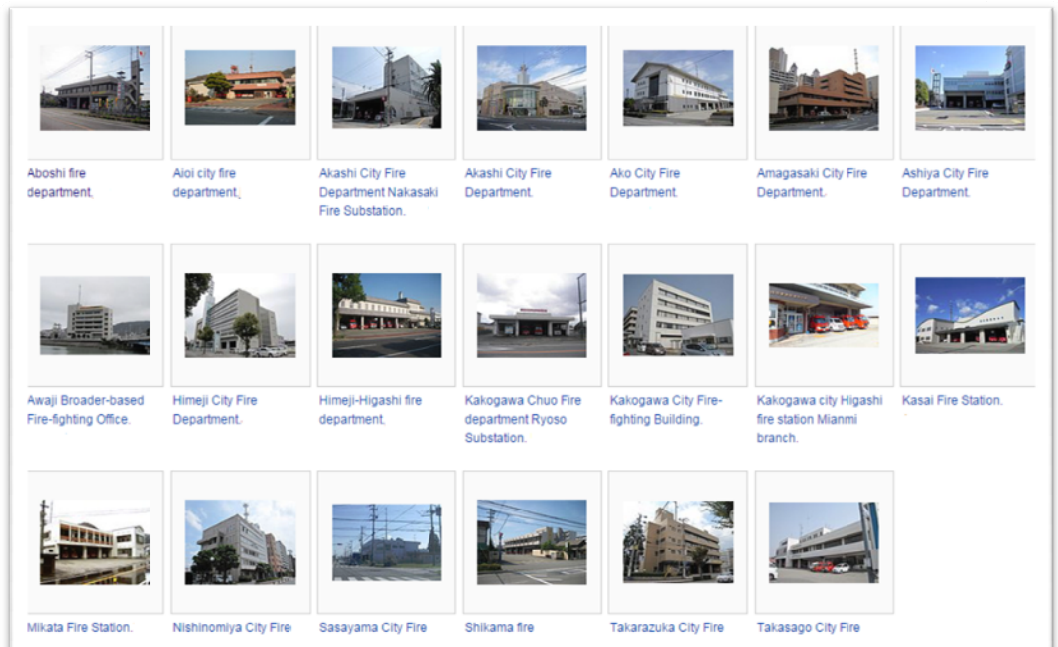 Aboshi fire
department.
Aioi city fire
department.
Akashi City Fire
Department Nakasaki
Fire Substation.
Akashi City Fire
Department.
Ako City Fire
Department.
Amagasaki City Fire
Department.
Ashiya City Fire
Department.
Awaji Broader-based
Fire-fighting Office.
Himeji City Fire
Department.
Himeji-Higashi fire
department.
Kakogawa Chuo Fire
department Ryoso
Substation.
Kakogawa City Fire-
fighting Building.
Kakogawa city Higashi
fire station Mianmi
branch.
Kasai Fire Station.
Mikata Fire Station.
Nishinomiya City Fire
Sasayama City Fire
Shikama fire
Takarazuka City Fire
Takasago City Fire